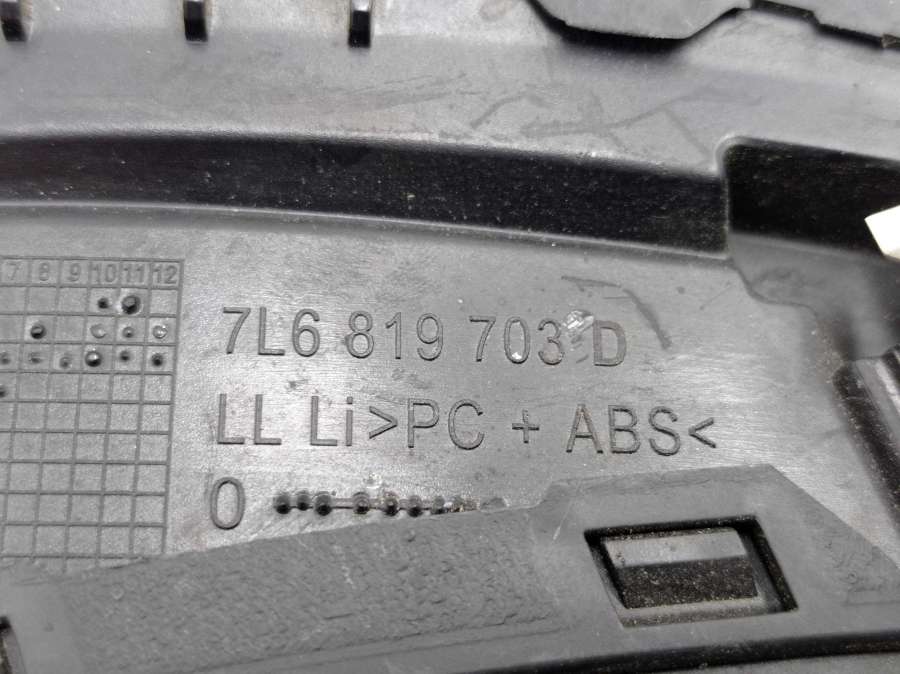 7 8 9 10 11 12
7L6 819 703 D
LL Li >PC + ABS<
0